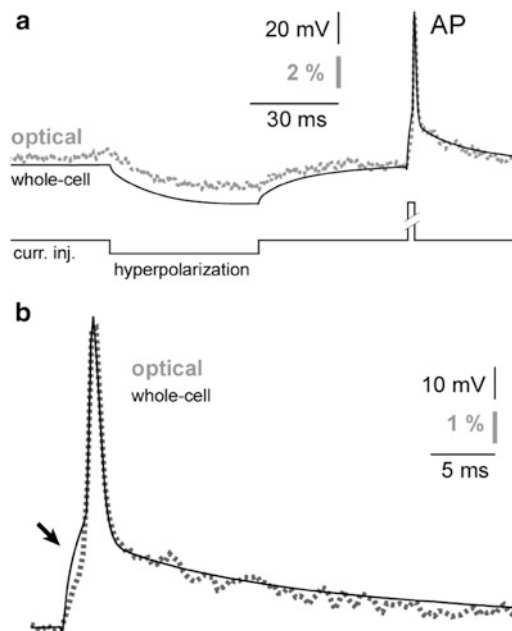 a
20 mV
AP
2 %
30 ms
optical
whole-cell
curr. inj.
hyperpolarization
b
optical
whole-cell
10 mV
1 %
5 ms